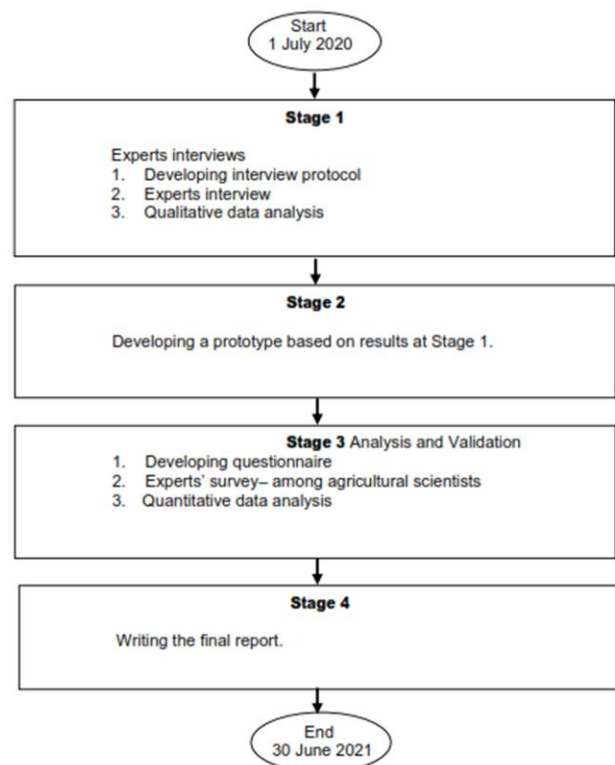 Start
1 July 2020
Stage 1
Experts interviews
1. Developing interview protocol
2. Experts interview
3. Qualitative data analysis
Stage 2
Developing a prototype based on results at Stage 1.
Stage 3 Analysis and Validation
1. Developing questionnaire
2. Experts' survey– among agricultural scientists
3. Quantitative data analysis
Stage 4
Writing the final report.
End
30 June 2021